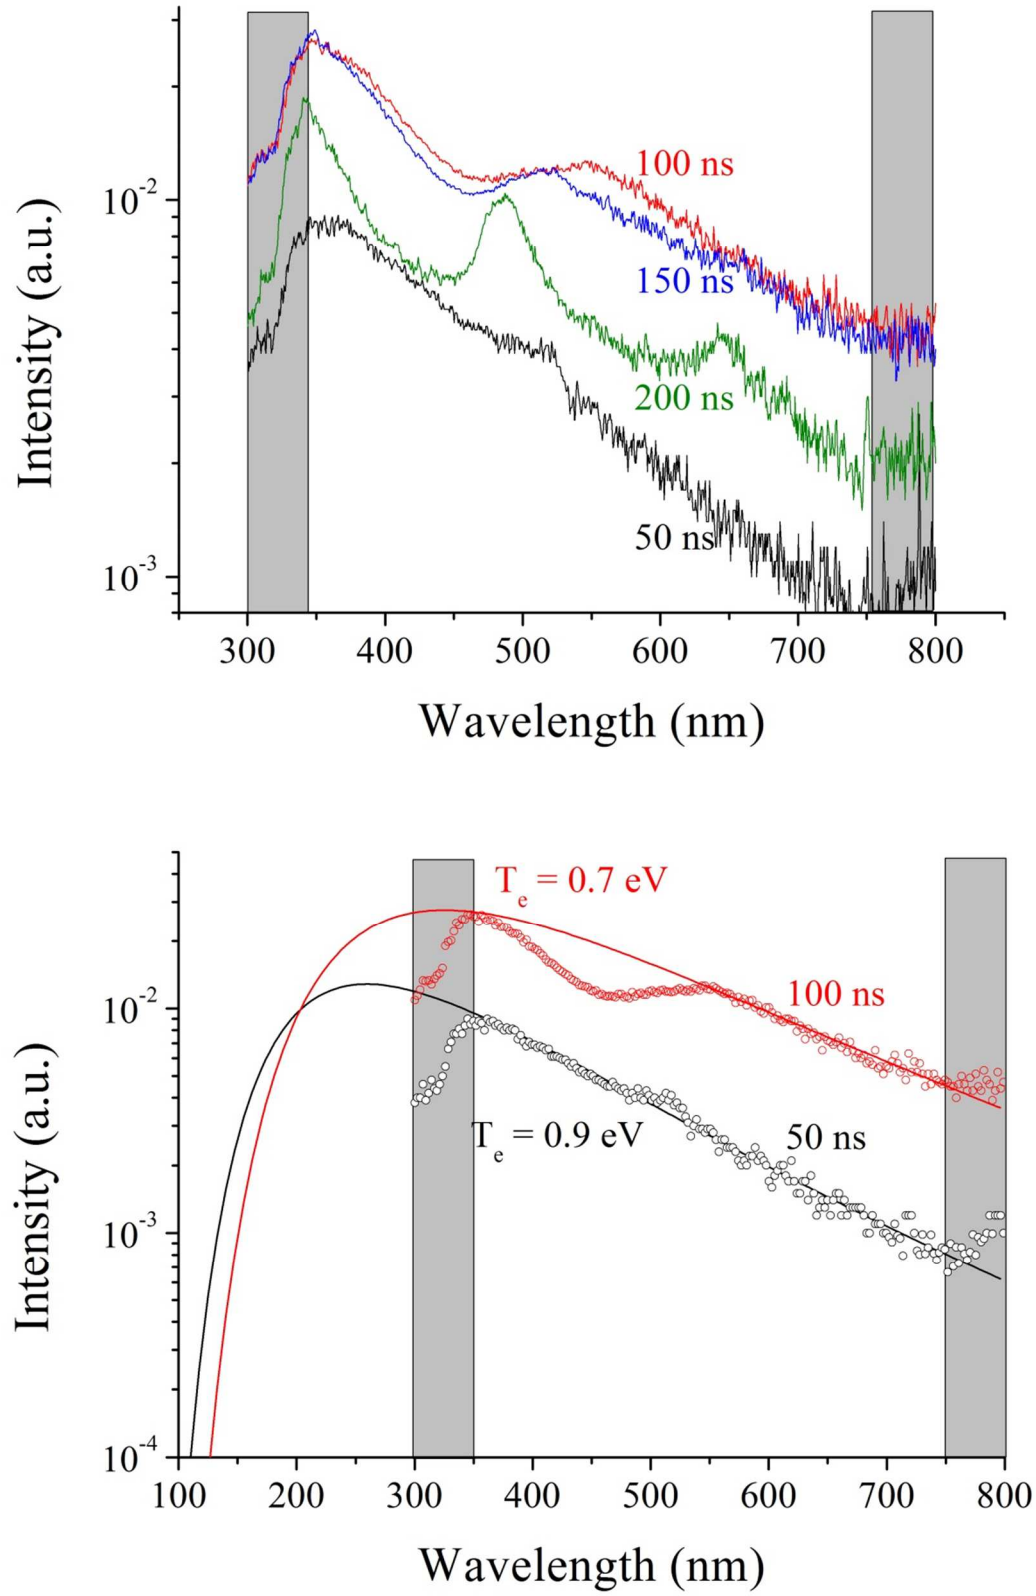 Intensity (a.u.)
10⁻²
10⁻³
100 ns
150 ns
200 ns
50 ns
300 400 500 600 700 800
Wavelength (nm)
Intensity (a.u.)
10⁻²
10⁻³
10⁻⁴
Tₑ = 0.7 eV
100 ns
Tₑ = 0.9 eV
50 ns
100 200 300 400 500 600 700 800
Wavelength (nm)